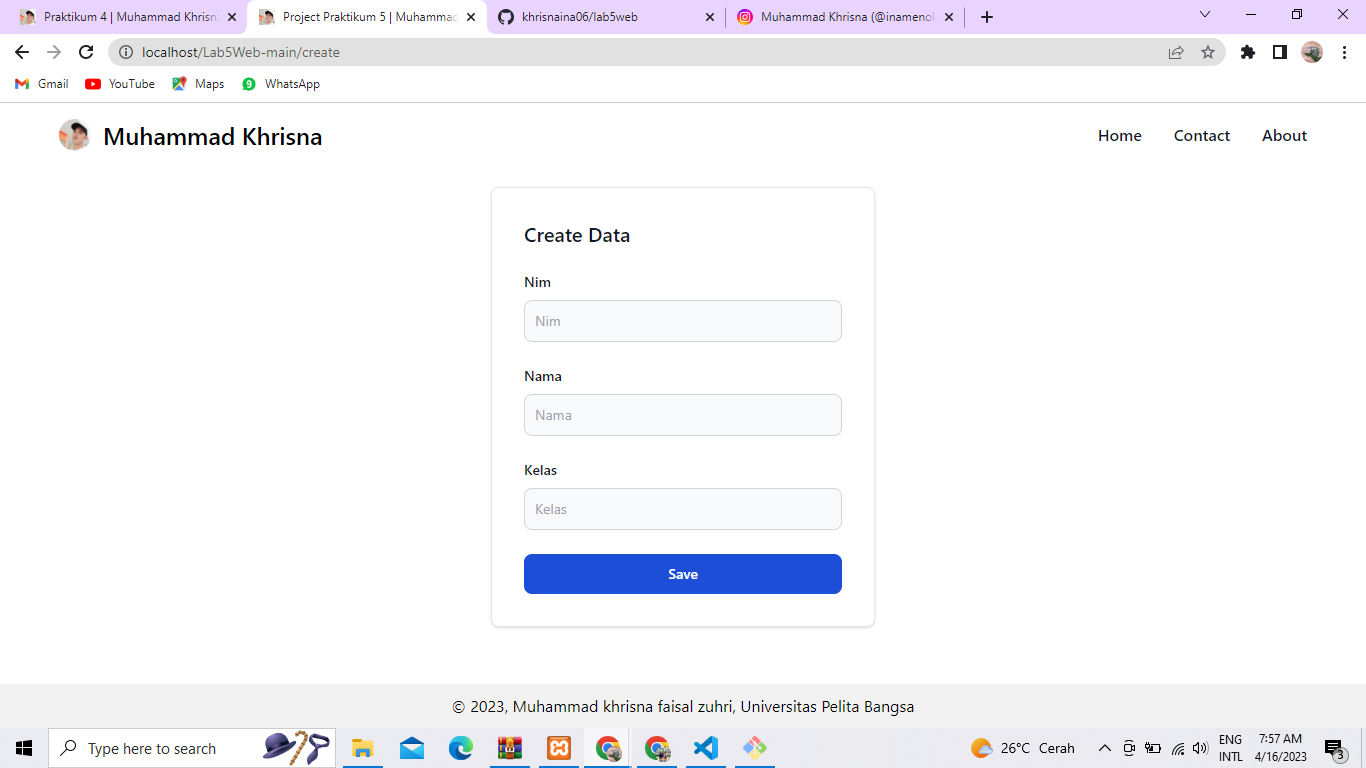 Praktikum 4 | Muhammad Khrisn
Project Praktikum 5 | Muhammad
khrisnaina06/lab5web
Muhammad Khrisna (@inameno
localhost/Lab5Web-main/create
Gmail
YouTube
Maps
9
WhatsApp
Muhammad Khrisna
Home
Contact
About
Create Data
Nim
Nim
Nama
Nama
Kelas
Kelas
Save
© 2023, Muhammad khrisna faisal zuhri, Universitas Pelita Bangsa
Type here to search
26°C Cerah
ENG
INTL
7:57 AM
4/16/2023
3